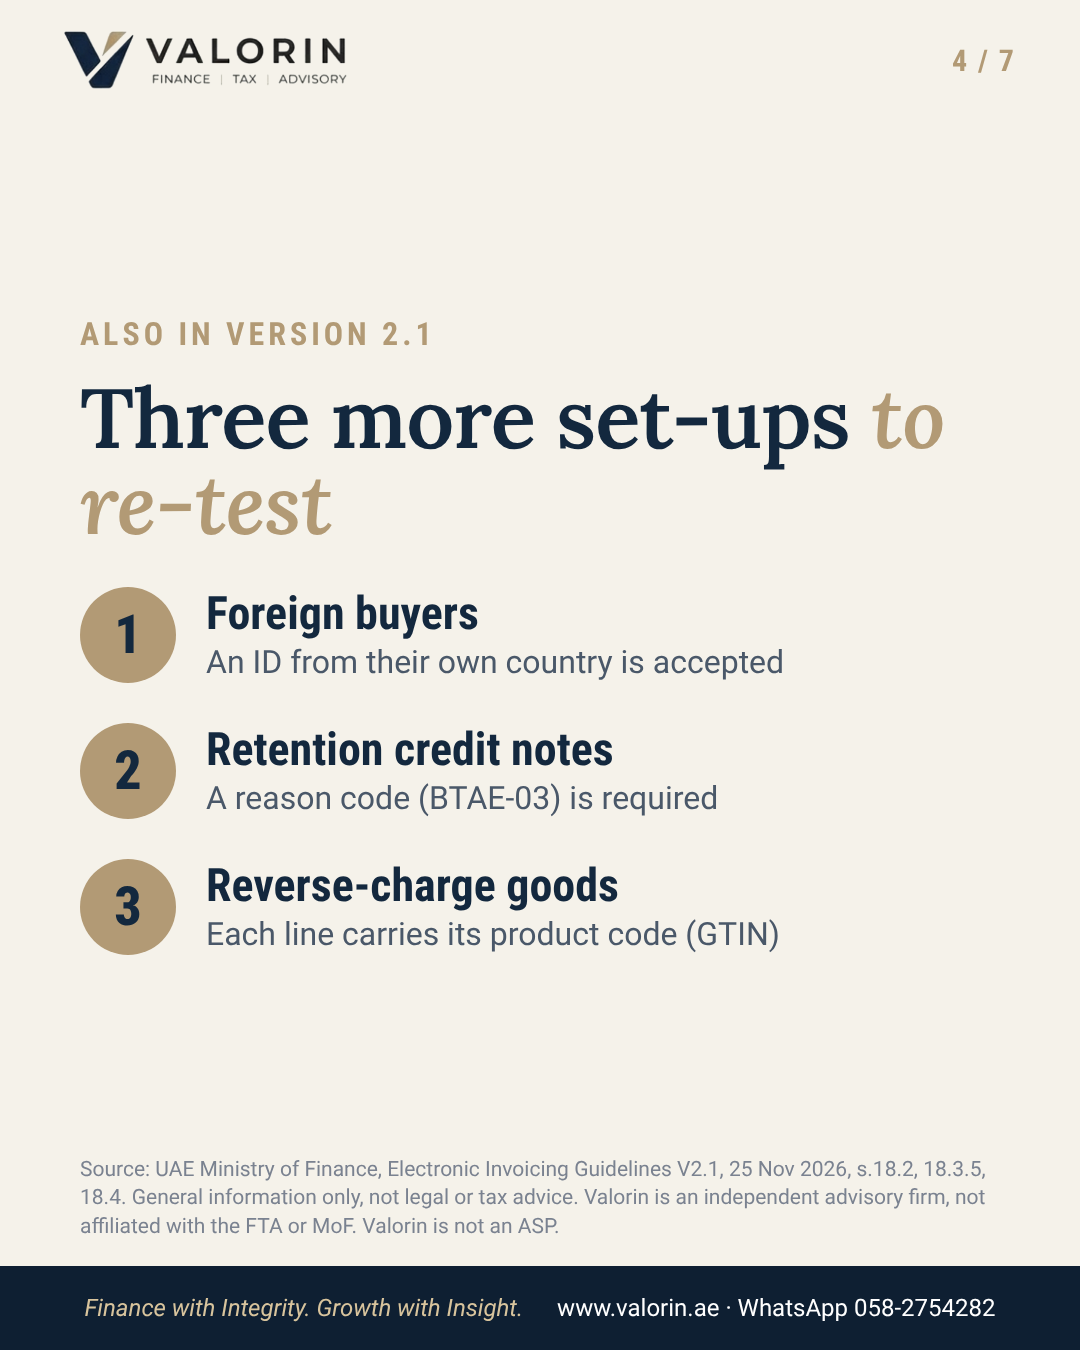 VALORIN
FINANCE | TAX | ADVISORY
4 / 7
ALSO IN VERSION 2.1
Three more set-ups to
re-test
1
Foreign buyers
An ID from their own country is accepted
2
Retention credit notes
A reason code (BTAE-03) is required
3
Reverse-charge goods
Each line carries its product code (GTIN)
Source: UAE Ministry of Finance, Electronic Invoicing Guidelines V2.1, 25 Nov 2026, s.18.2, 18.3.5,
18.4. General information only, not legal or tax advice. Valorin is an independent advisory firm, not
affiliated with the FTA or MoF. Valorin is not an ASP.
Finance with Integrity. Growth with Insight. www.valorin.ae · WhatsApp 058-2754282